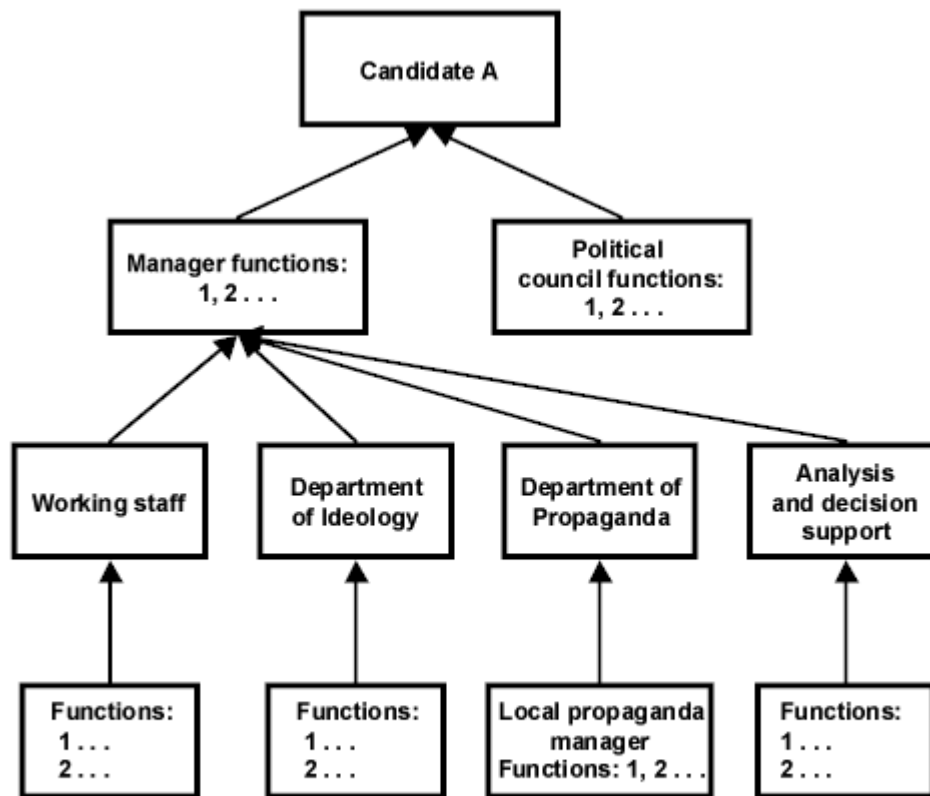 Candidate A
Manager functions:
1, 2 . . .
Political
council functions:
1, 2 . . .
Working staff
Department
of Ideology
Department of
Propaganda
Analysis
and decision
support
Functions:
1 . . .
2 . . .
Functions:
1 . . .
2 . . .
Local propaganda
manager
Functions: 1, 2 . . .
Functions:
1 . . .
2 . . .